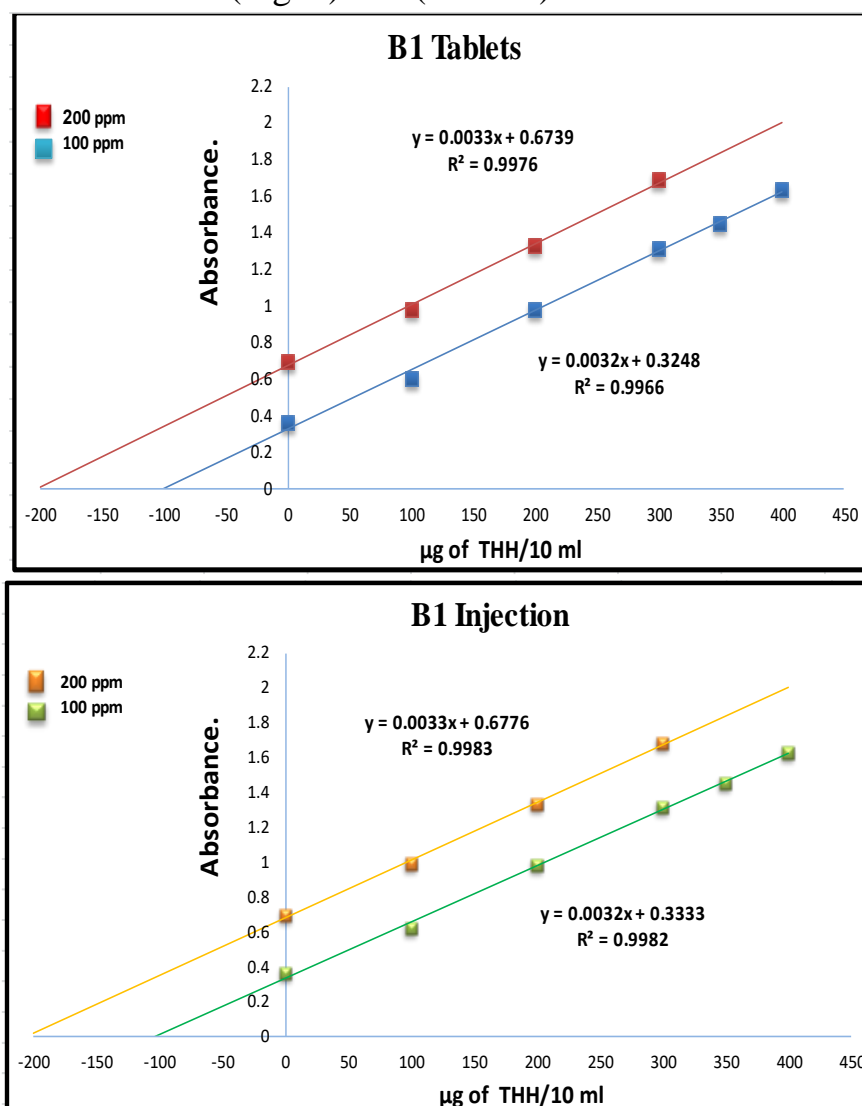 B1 Tablets
200 ppm
100 ppm
y = 0.0033x + 0.6739
R² = 0.9976
y = 0.0032x + 0.3248
R² = 0.9966
Absorbance.
2.2
2
1.8
1.6
1.4
1.2
1
0.8
0.6
0.4
0.2
0
-200 -150 -100 -50 0 50 100 150 200 250 300 350 400 450
µg of THH/10 ml
B1 Injection
200 ppm
100 ppm
y = 0.0033x + 0.6776
R² = 0.9983
y = 0.0032x + 0.3333
R² = 0.9982
Absorbance.
2.2
2
1.8
1.6
1.4
1.2
1
0.8
0.6
0.4
0.2
0
-200 -150 -100 -50 0 50 100 150 200 250 300 350 400 450
µg of THH/10 ml